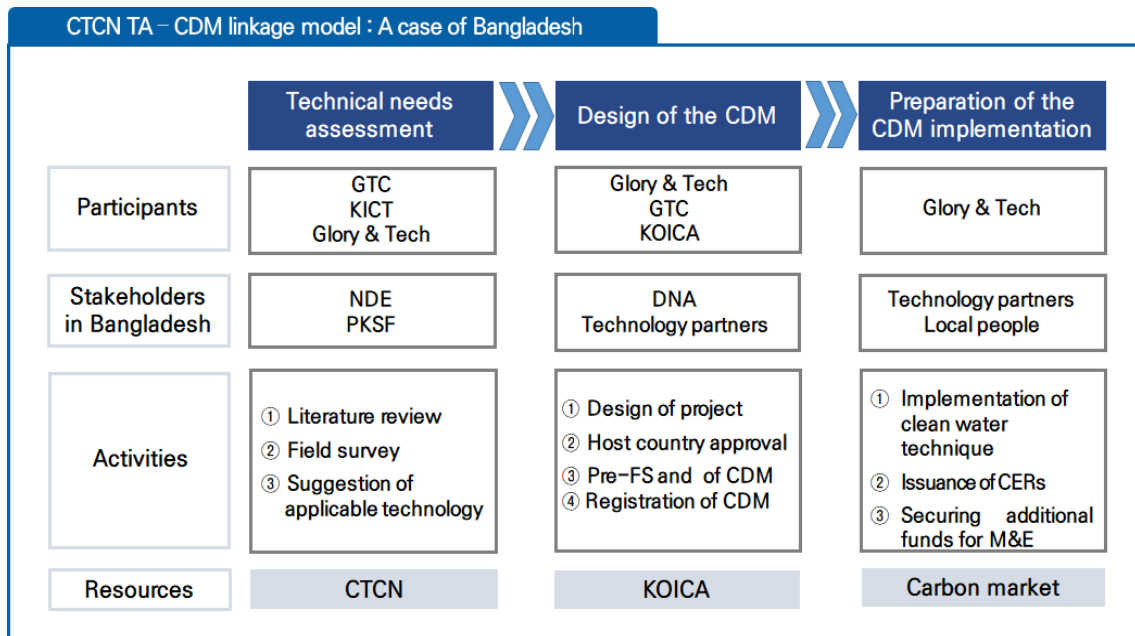 CTCN TA – CDM linkage model : A case of Bangladesh
Technical needs
assessment
Design of the CDM
Preparation of the
CDM implementation
Participants
GTC
KICT
Glory & Tech
Glory & Tech
GTC
KOICA
Glory & Tech
Stakeholders
in Bangladesh
NDE
PKSF
DNA
Technology partners
Technology partners
Local people
Activities
① Literature review
② Field survey
③ Suggestion of
applicable technology
① Design of project
② Host country approval
③ Pre-FS and of CDM
④ Registration of CDM
① Implementation of
clean water
technique
② Issuance of CERs
③ Securing additional
funds for M&E
Resources
CTCN
KOICA
Carbon market